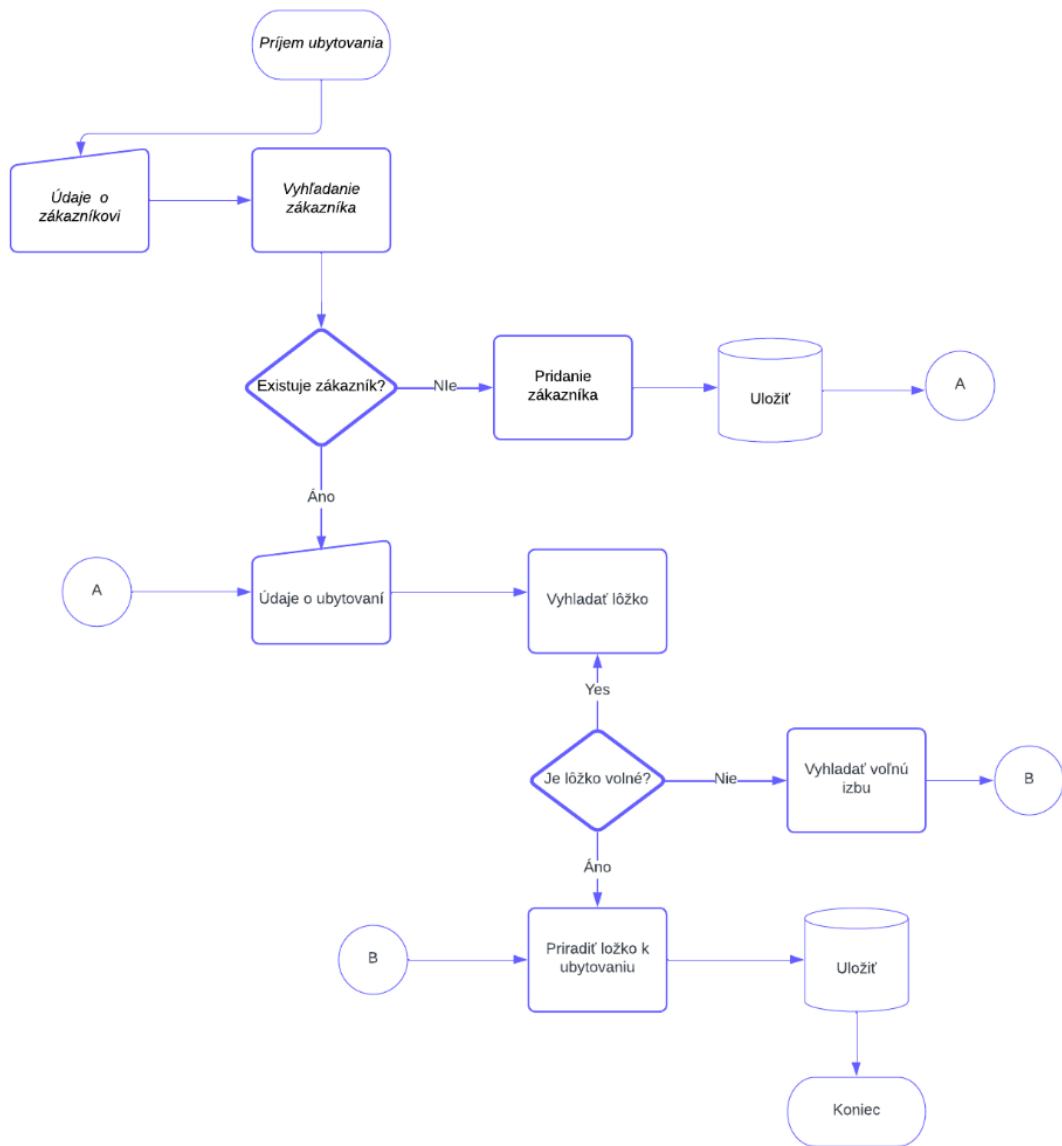 Príjem ubytovania
Údaje o
zákazníkovi
Vyhľadanie
zákazníka
Existuje zákazník?
NIe
Pridanie
zákazníka
Uložiť
A
Áno
A
Údaje o ubytovaní
Vyhladať lôžko
Yes
Je lôžko volné?
Nie
Vyhladať voľnú
izbu
B
Áno
B
Priradiť ložko k
ubytovaniu
Uložiť
Koniec